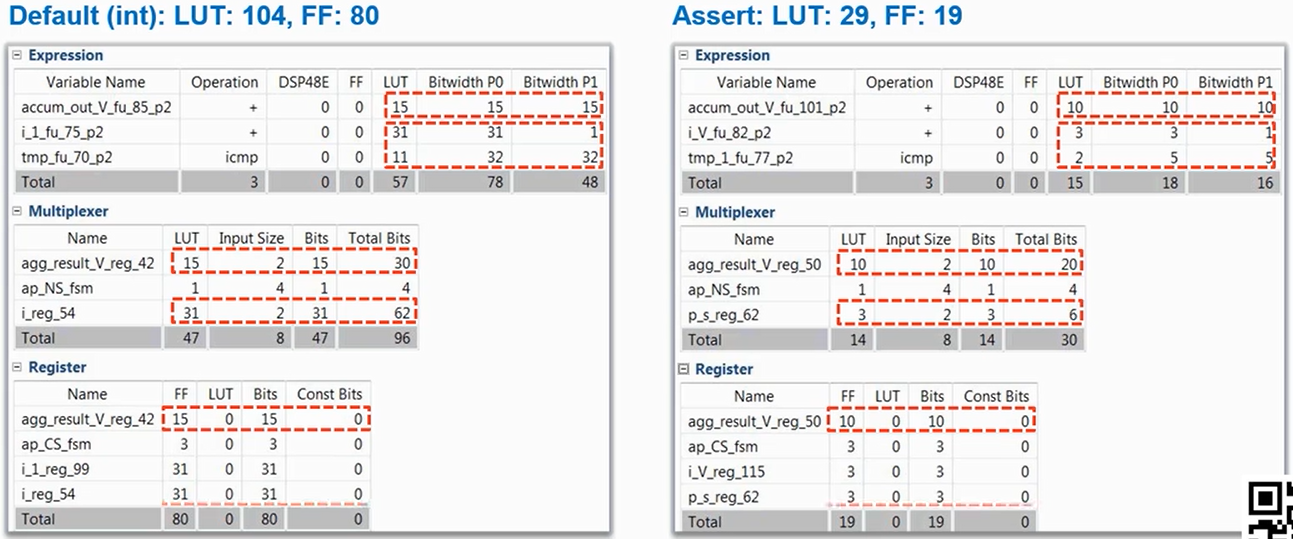 Default (int): LUT: 104, FF: 80
Expression
Variable Name Operation DSP48E FF LUT Bitwidth P0 Bitwidth P1
accum_out_V_fu_85_p2 + 0 0 15 15 15
i_1_fu_75_p2 + 0 0 31 31 1
tmp_fu_70_p2 icmp 0 0 11 32 32
Total 3 0 0 57 78 48
Multiplexer
Name LUT Input Size Bits Total Bits
agg_result_V_reg_42 15 2 15 30
ap_NS_fsm 1 4 1 4
i_reg_54 31 2 31 62
Total 47 8 47 96
Register
Name FF LUT Bits Const Bits
agg_result_V_reg_42 15 0 15 0
ap_CS_fsm 3 0 3 0
i_1_reg_99 31 0 31 0
i_reg_54 31 0 31 0
Total 80 0 80 0
Assert: LUT: 29, FF: 19
Expression
Variable Name Operation DSP48E FF LUT Bitwidth P0 Bitwidth P1
accum_out_V_fu_101_p2 + 0 0 10 10 10
i_V_fu_82_p2 + 0 0 3 3 1
tmp_1_fu_77_p2 icmp 0 0 2 5 5
Total 3 0 0 15 18 16
Multiplexer
Name LUT Input Size Bits Total Bits
agg_result_V_reg_50 10 2 10 20
ap_NS_fsm 1 4 1 4
p_s_reg_62 3 2 3 6
Total 14 8 14 30
Register
Name FF LUT Bits Const Bits
agg_result_V_reg_50 10 0 10 0
ap_CS_fsm 3 0 3 0
i_V_reg_115 3 0 3 0
p_s_reg_62 3 0 3 0
Total 19 0 19 0